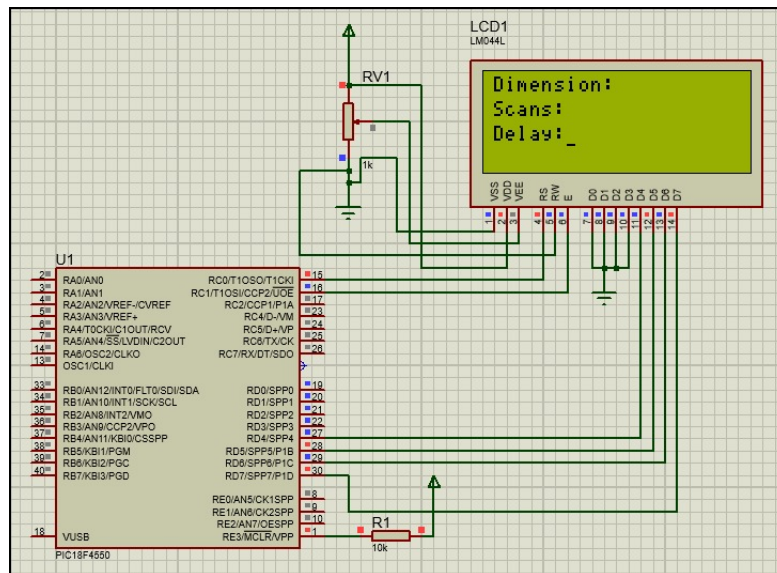 LCD1
LM044L
Dimension:
Scans:
Delay:_
RV1
1k
VSS VDD VEE RS RW E D0 D1 D2 D3 D4 D5 D6 D7
1 2 3 4 5 6 7 8 9 10 11 12 13 14
U1
2 RA0/AN0 RC0/T1OSO/T1CKI 15
3 RA1/AN1 RC1/T1OSI/CCP2/UOE 16
4 RA2/AN2/VREF-/CVREF RC2/CCP1/P1A 17
5 RA3/AN3/VREF+ RC4/D-/VM 23
6 RA4/T0CKI/C1OUT/RCV RC5/D+/VP 24
7 RA5/AN4/SS/LVDIN/C2OUT RC6/TX/CK 25
14 RA6/OSC2/CLKO RC7/RX/DT/SDO 26
13 OSC1/CLKI
33 RB0/AN12/INT0/FLT0/SDI/SDA RD0/SPP0 19
34 RB1/AN10/INT1/SCK/SCL RD1/SPP1 20
35 RB2/AN8/INT2/VMO RD2/SPP2 21
36 RB3/AN9/CCP2/VPO RD3/SPP3 22
37 RB4/AN11/KBI0/CSSPP RD4/SPP4 27
38 RB5/KBI1/PGM RD5/SPP5/P1B 28
39 RB6/KBI2/PGC RD6/SPP6/P1C 29
40 RB7/KBI3/PGD RD7/SPP7/P1D 30
RE0/AN5/CK1SPP 8
RE1/AN6/CK2SPP 9
RE2/AN7/OESPP 10
18 VUSB RE3/MCLR/VPP 1
PIC18F4550
R1
10k